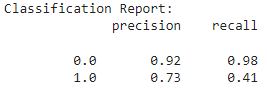 Classification Report:
precision recall
0.0 0.92 0.98
1.0 0.73 0.41